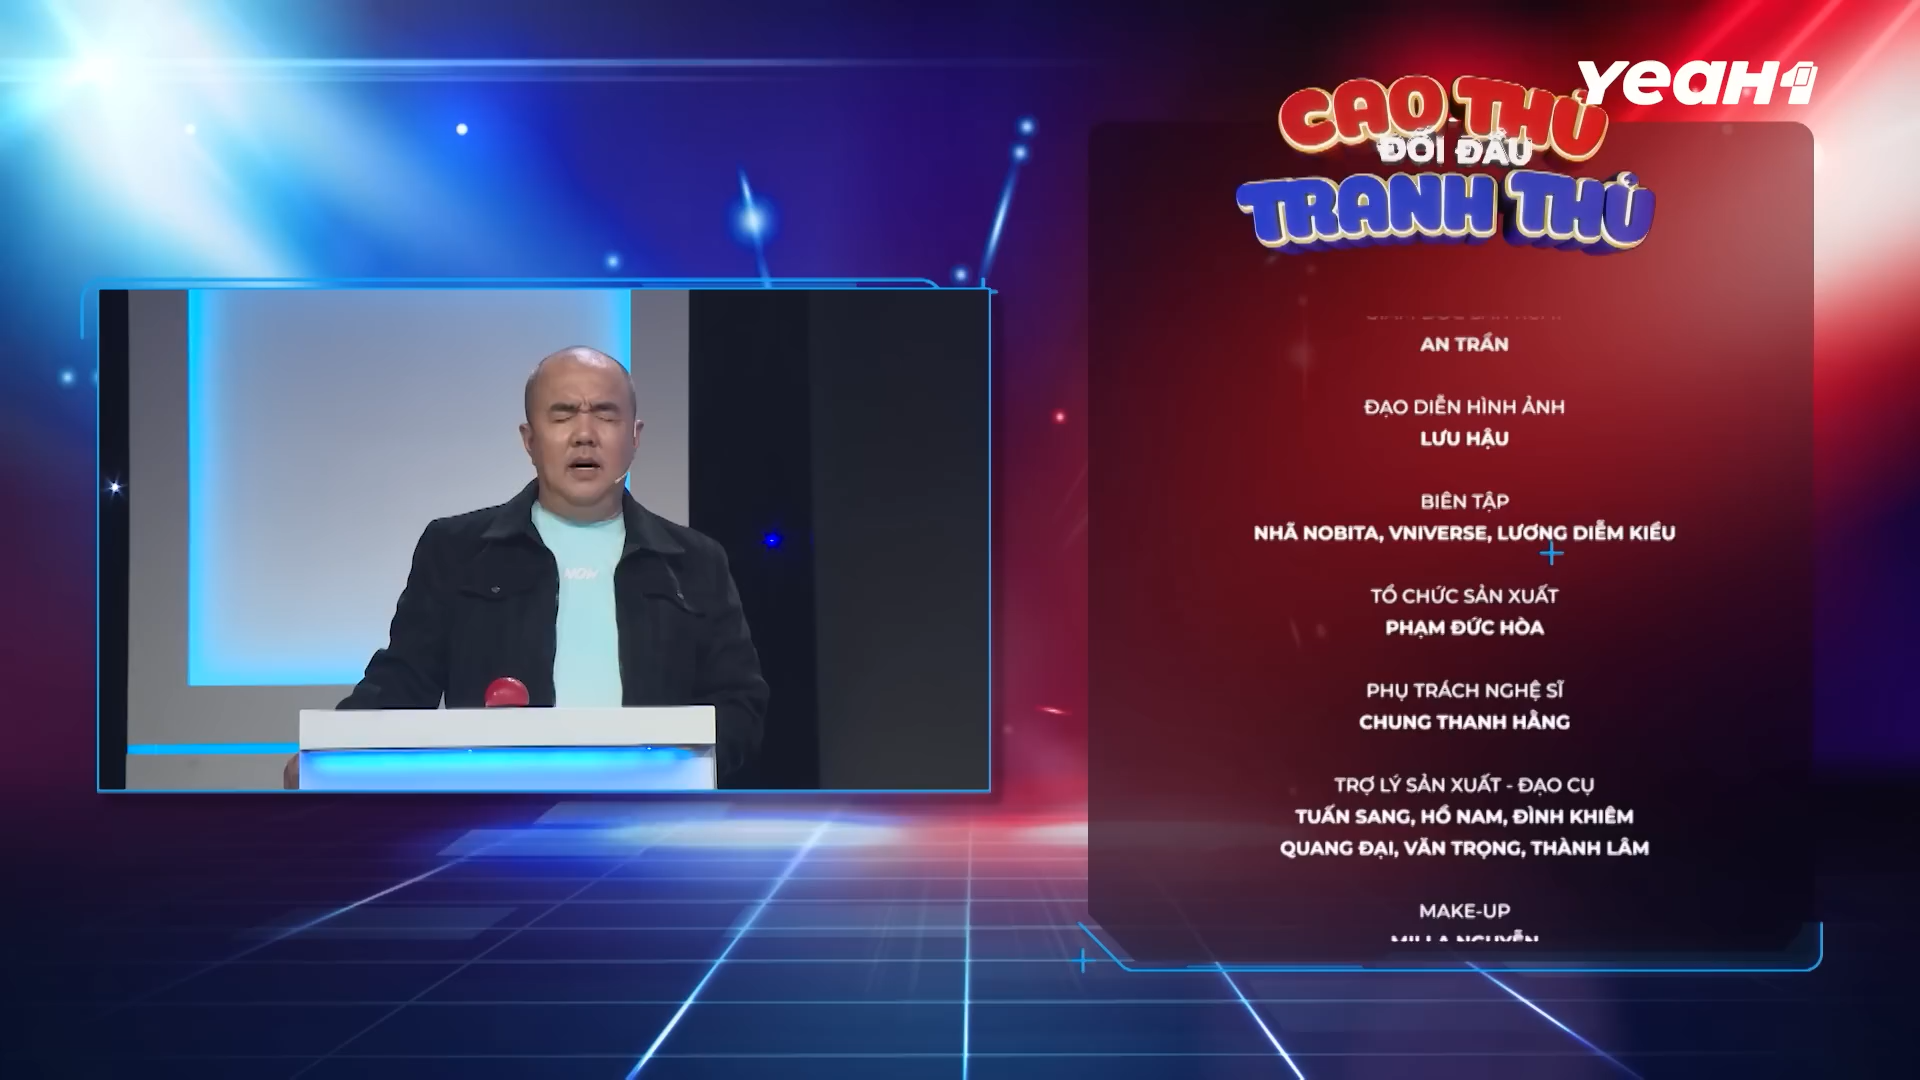 YEAH1
CAO THỦ
ĐỐI ĐẦU
TRANH THỦ
AN TRẦN
ĐẠO DIỄN HÌNH ẢNH
LƯU HẬU
BIÊN TẬP
NHÃ NOBITA, VNIVERSE, LƯƠNG DIỄM KIỀU
TỔ CHỨC SẢN XUẤT
PHẠM ĐỨC HÒA
PHỤ TRÁCH NGHỆ SĨ
CHUNG THANH HẰNG
TRỢ LÝ SẢN XUẤT - ĐẠO CỤ
TUẤN SANG, HỒ NAM, ĐÌNH KHIÊM
QUANG ĐẠI, VĂN TRỌNG, THÀNH LÂM
MAKE-UP
NOW